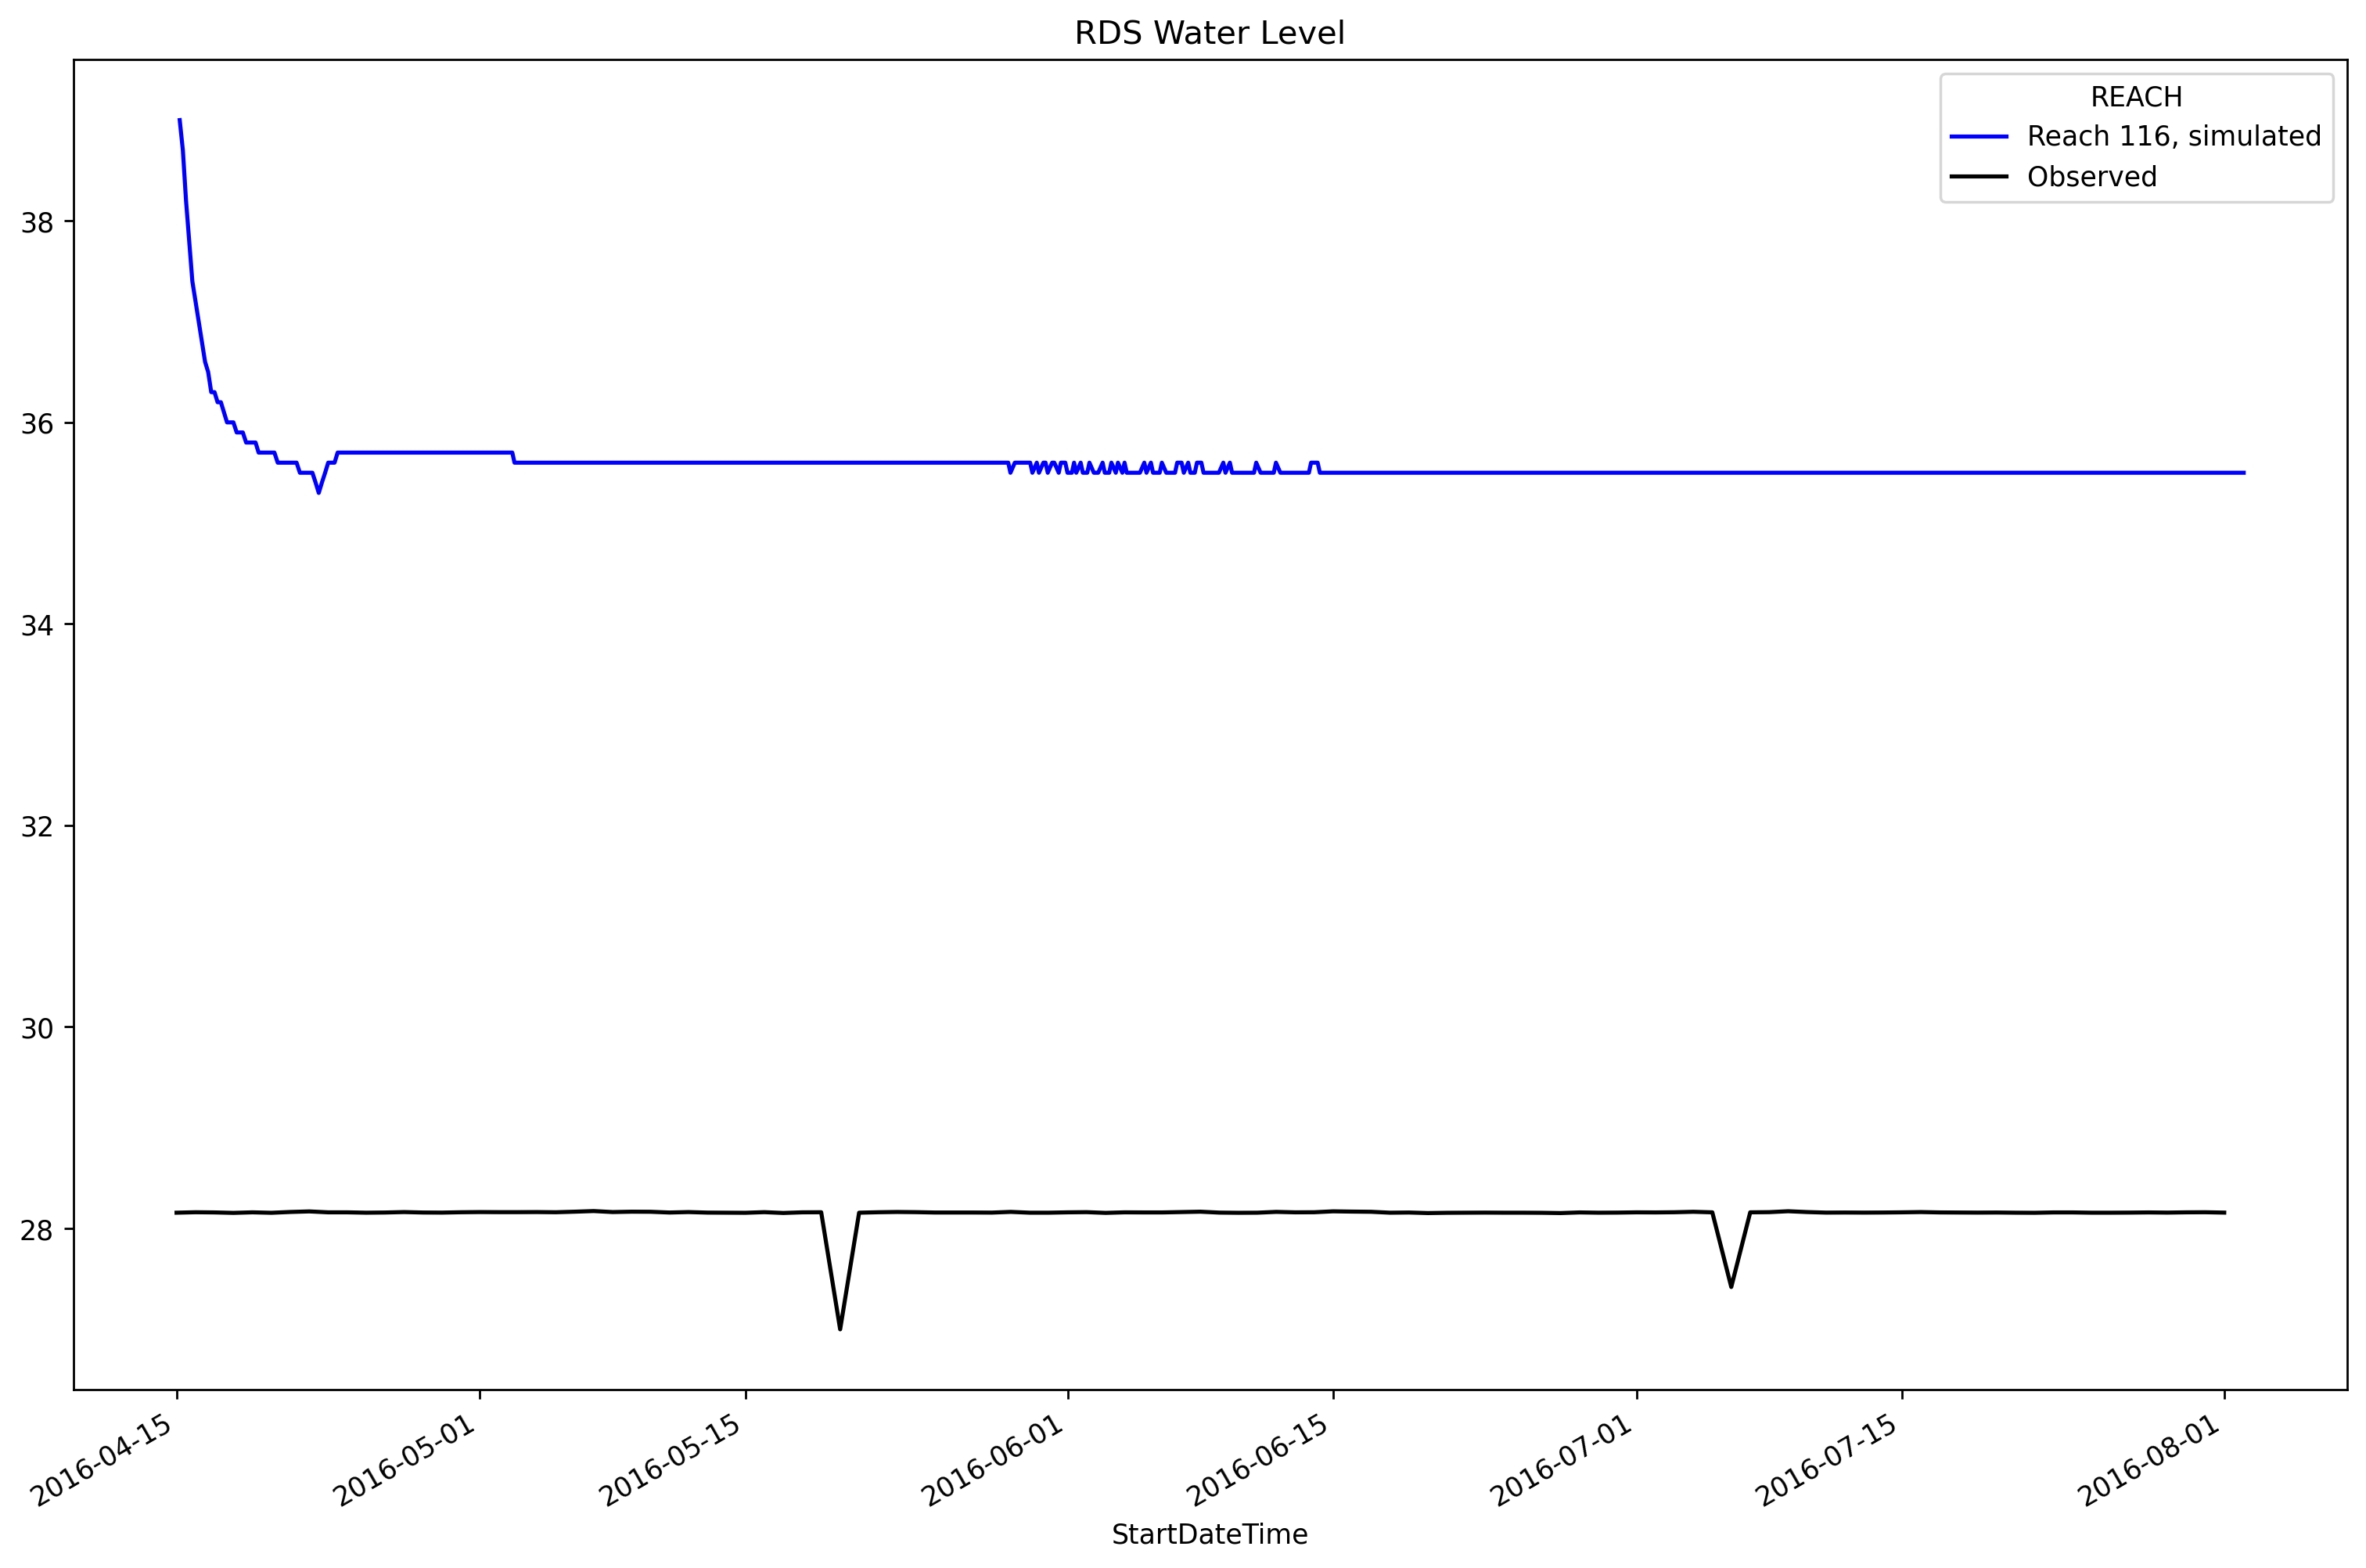 RDS Water Level
REACH
Reach 116, simulated
Observed
38
36
34
32
30
28
2016-04-15
2016-05-01
2016-05-15
2016-06-01
2016-06-15
2016-07-01
2016-07-15
2016-08-01
StartDateTime